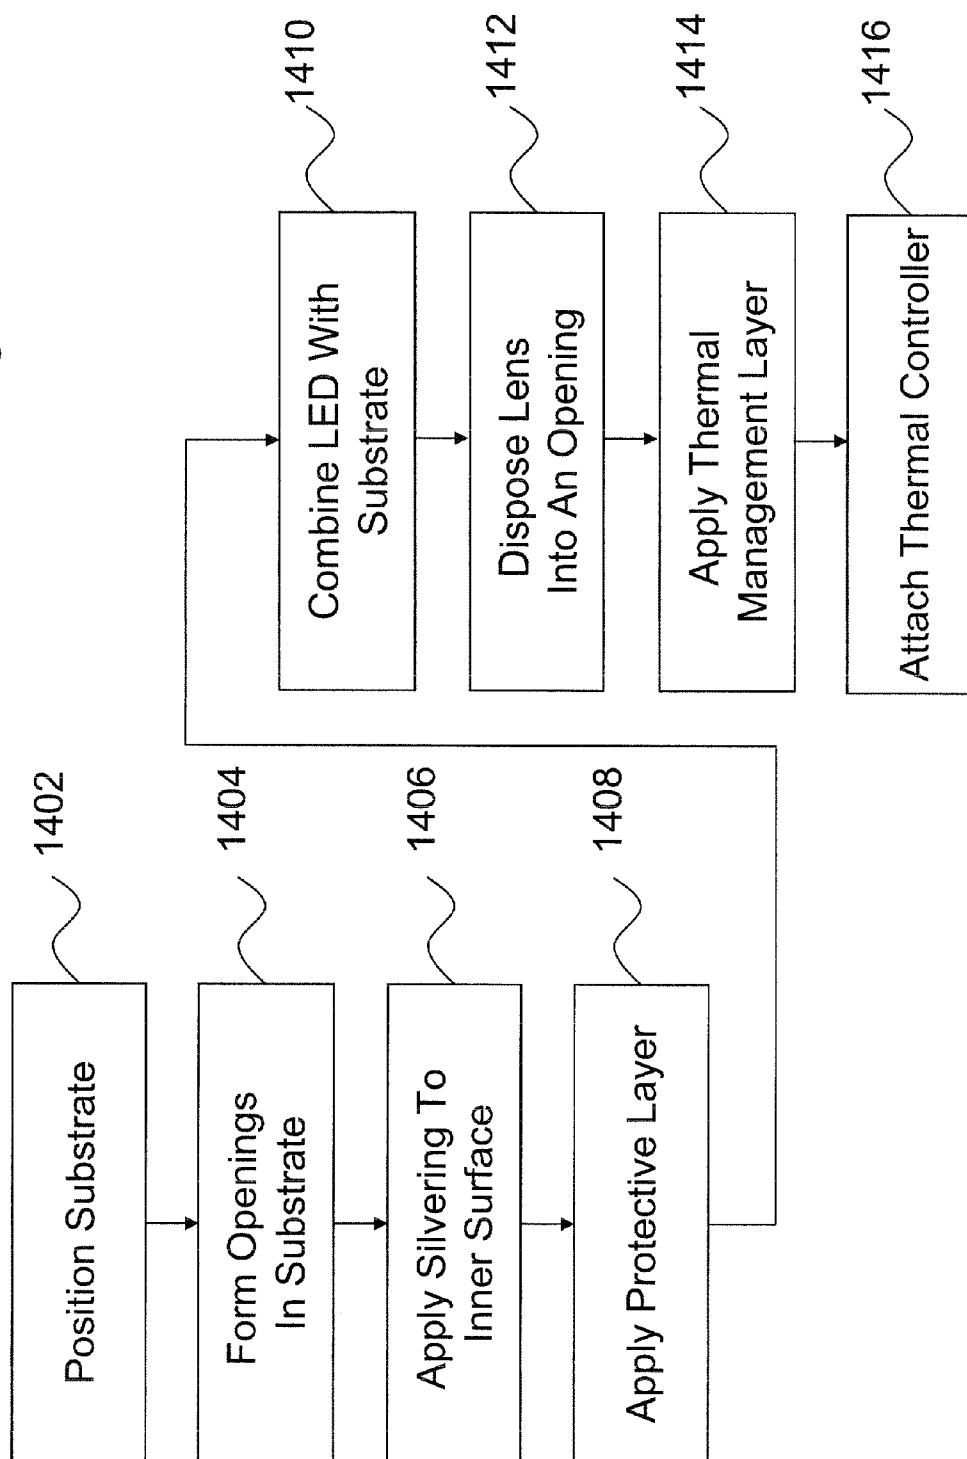 Position Substrate
1402
Form Openings
In Substrate
1404
Apply Silvering To
Inner Surface
1406
Apply Protective Layer
1408
Combine LED With
Substrate
1410
Dispose Lens
Into An Opening
1412
Apply Thermal
Management Layer
1414
Attach Thermal Controller
1416